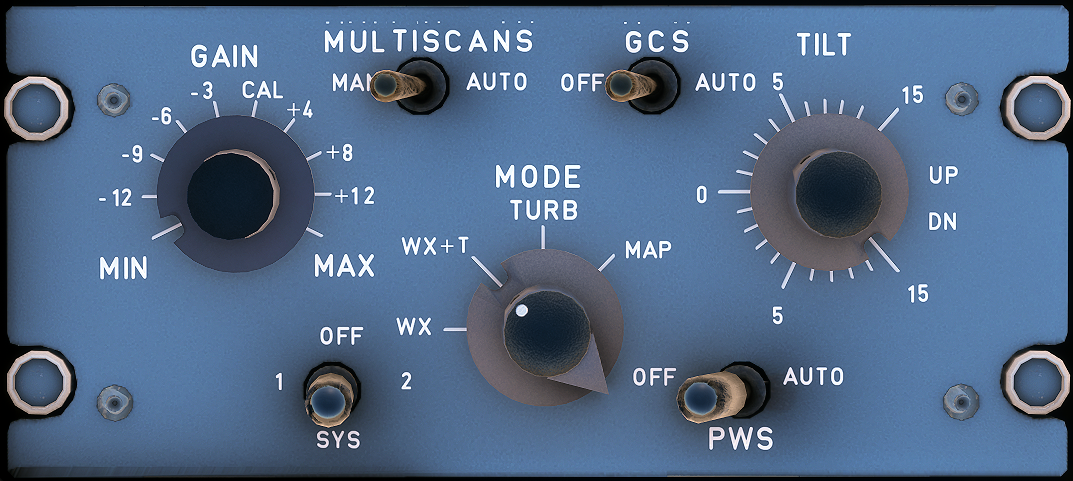 MULTISCANS
GCS
TILT
GAIN
MAN AUTO
OFF AUTO
-3 CAL +4
-6
-9 +8
-12 +12
MIN MAX
5 15
0
UP
DN
5 15
MODE
TURB
WX+T MAP
WX
OFF
1 2
SYS
OFF AUTO
PWS